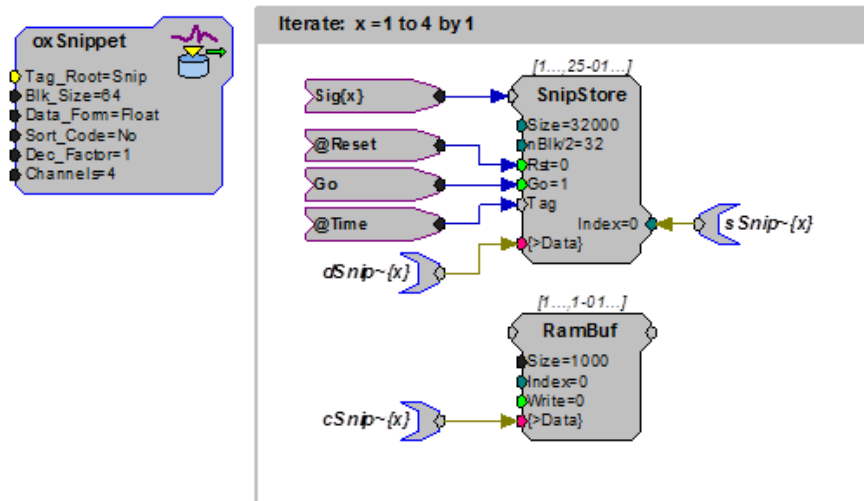 oxSnippet
Tag_Root=Snip
Blk_Size=64
Data_Form=Float
Sort_Code=No
Dec_Factor=1
Channels=4
Iterate: x =1 to 4 by 1
[1...,25-01...]
Sig{x}
SnipStore
Size=32000
nBlk/2=32
@Reset
Rst=0
Go
Go=1
@Time
Tag
Index=0
sSnip~{x}
{>Data}
dSnip~{x}
[1...,1-01...]
RamBuf
Size=1000
Index=0
Write=0
cSnip~{x}
{>Data}